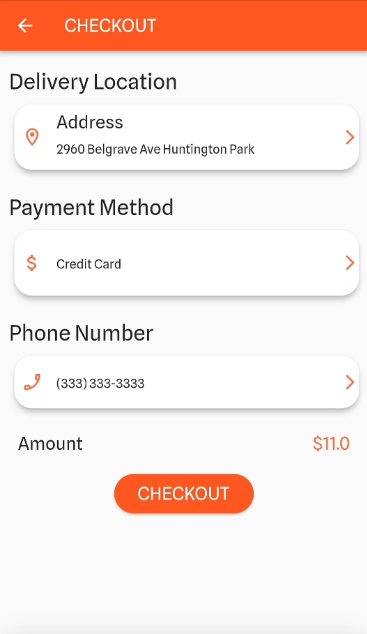 CHECKOUT
Delivery Location
Address
2960 Belgrave Ave Huntington Park
Payment Method
$ Credit Card
Phone Number
(333) 333-3333
Amount $11.0
CHECKOUT